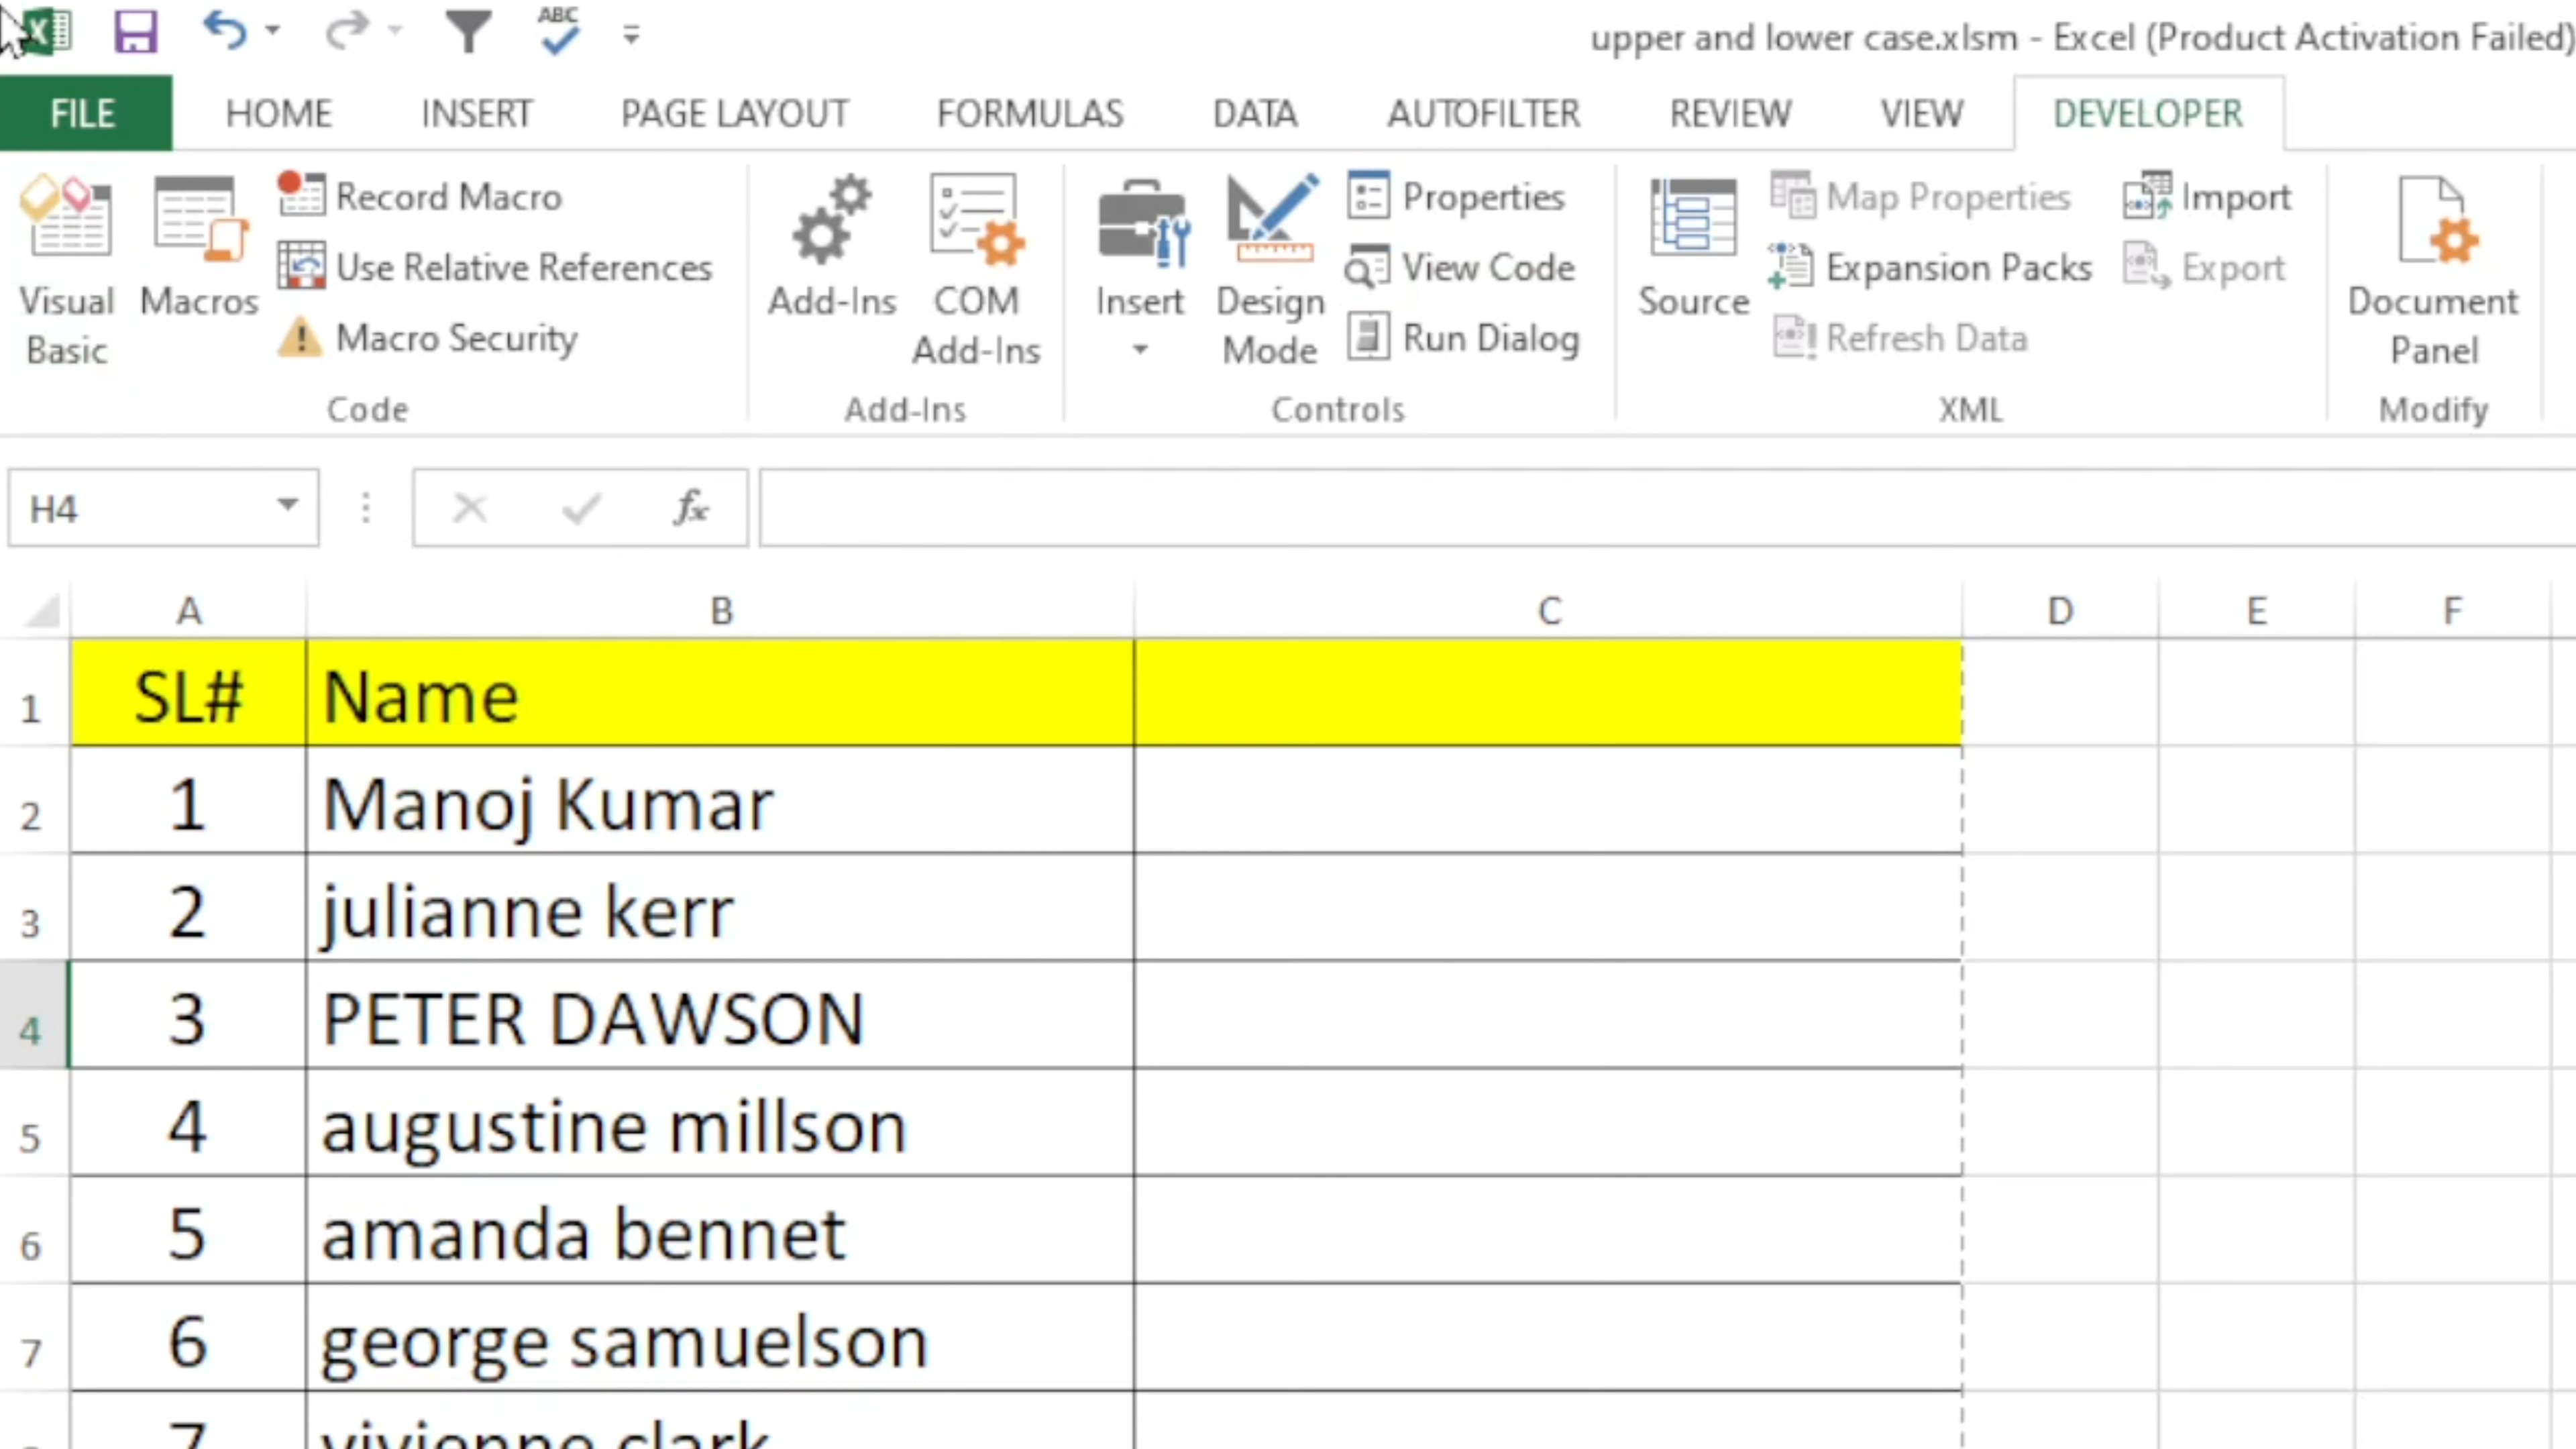 ABC
upper and lower case.xlsm - Excel (Product Activation Failed)
FILE HOME INSERT PAGE LAYOUT FORMULAS DATA AUTOFILTER REVIEW VIEW DEVELOPER
Visual Basic
Macros
Record Macro
Use Relative References
Macro Security
Code
Add-Ins
COM Add-Ins
Add-Ins
Insert
Design Mode
Properties
View Code
Run Dialog
Controls
Source
Map Properties
Expansion Packs
Refresh Data
Import
Export
XML
Document Panel
Modify
H4 fx
A B C D E F
1 SL# Name
2 1 Manoj Kumar
3 2 julianne kerr
4 3 PETER DAWSON
5 4 augustine millson
6 5 amanda bennet
7 6 george samuelson
7 vivienne clark